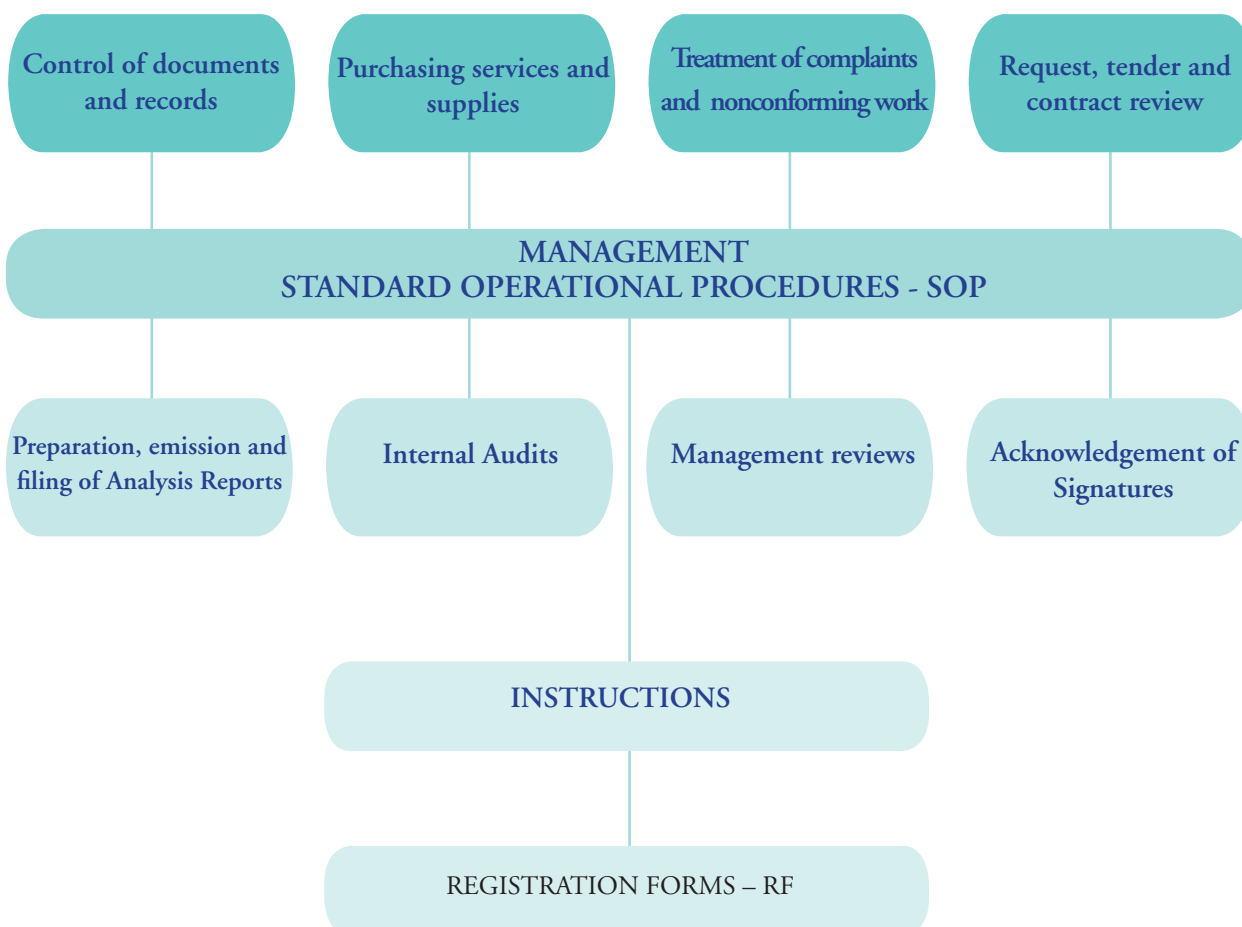 Control of documents
and records
Purchasing services and
supplies
Treatment of complaints
and nonconforming work
Request, tender and
contract review
MANAGEMENT
STANDARD OPERATIONAL PROCEDURES - SOP
Preparation, emission and
filing of Analysis Reports
Internal Audits
Management reviews
Acknowledgement of
Signatures
INSTRUCTIONS
REGISTRATION FORMS – RF